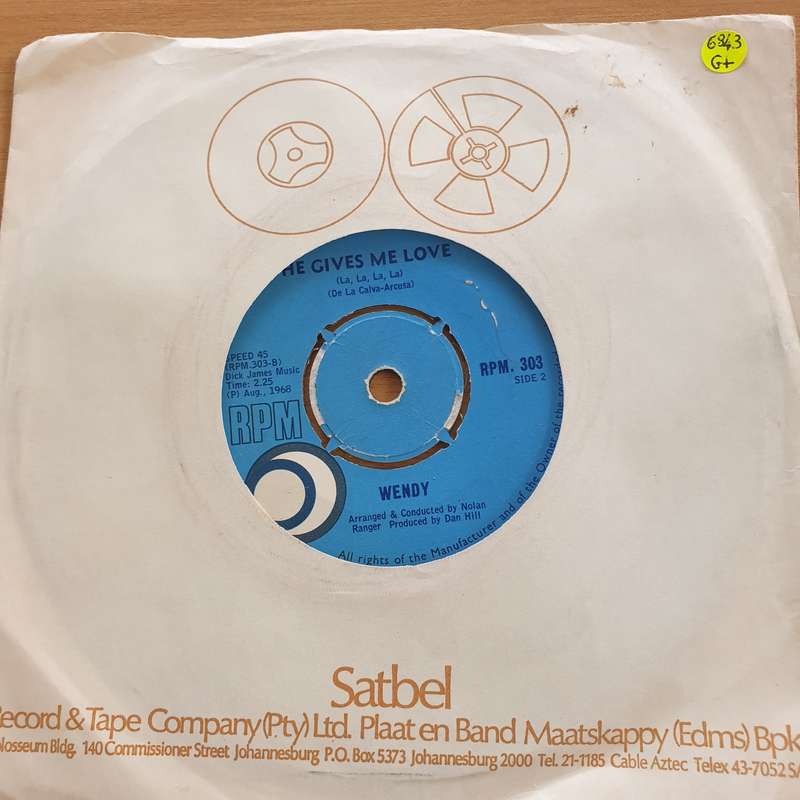 6843
G+
HE GIVES ME LOVE
(La, La, La, La)
(De La Calva-Arcusa)
SPEED 45
(RPM.303-B)
Dick James Music
Time: 2.25
(P) Aug., 1968
RPM. 303
SIDE 2
RPM
WENDY
Arranged & Conducted by Nolan
Ranger Produced by Dan Hill
All rights of the Manufacturer and of the Owner of the recorded
Satbel
Record & Tape Company (Pty) Ltd. Plaat en Band Maatskappy (Edms) Bpk
olosseum Bldg. 140 Commissioner Street Johannesburg P.O. Box 5373 Johannesburg 2000 Tel. 21-1185 Cable Aztec Telex 43-7052